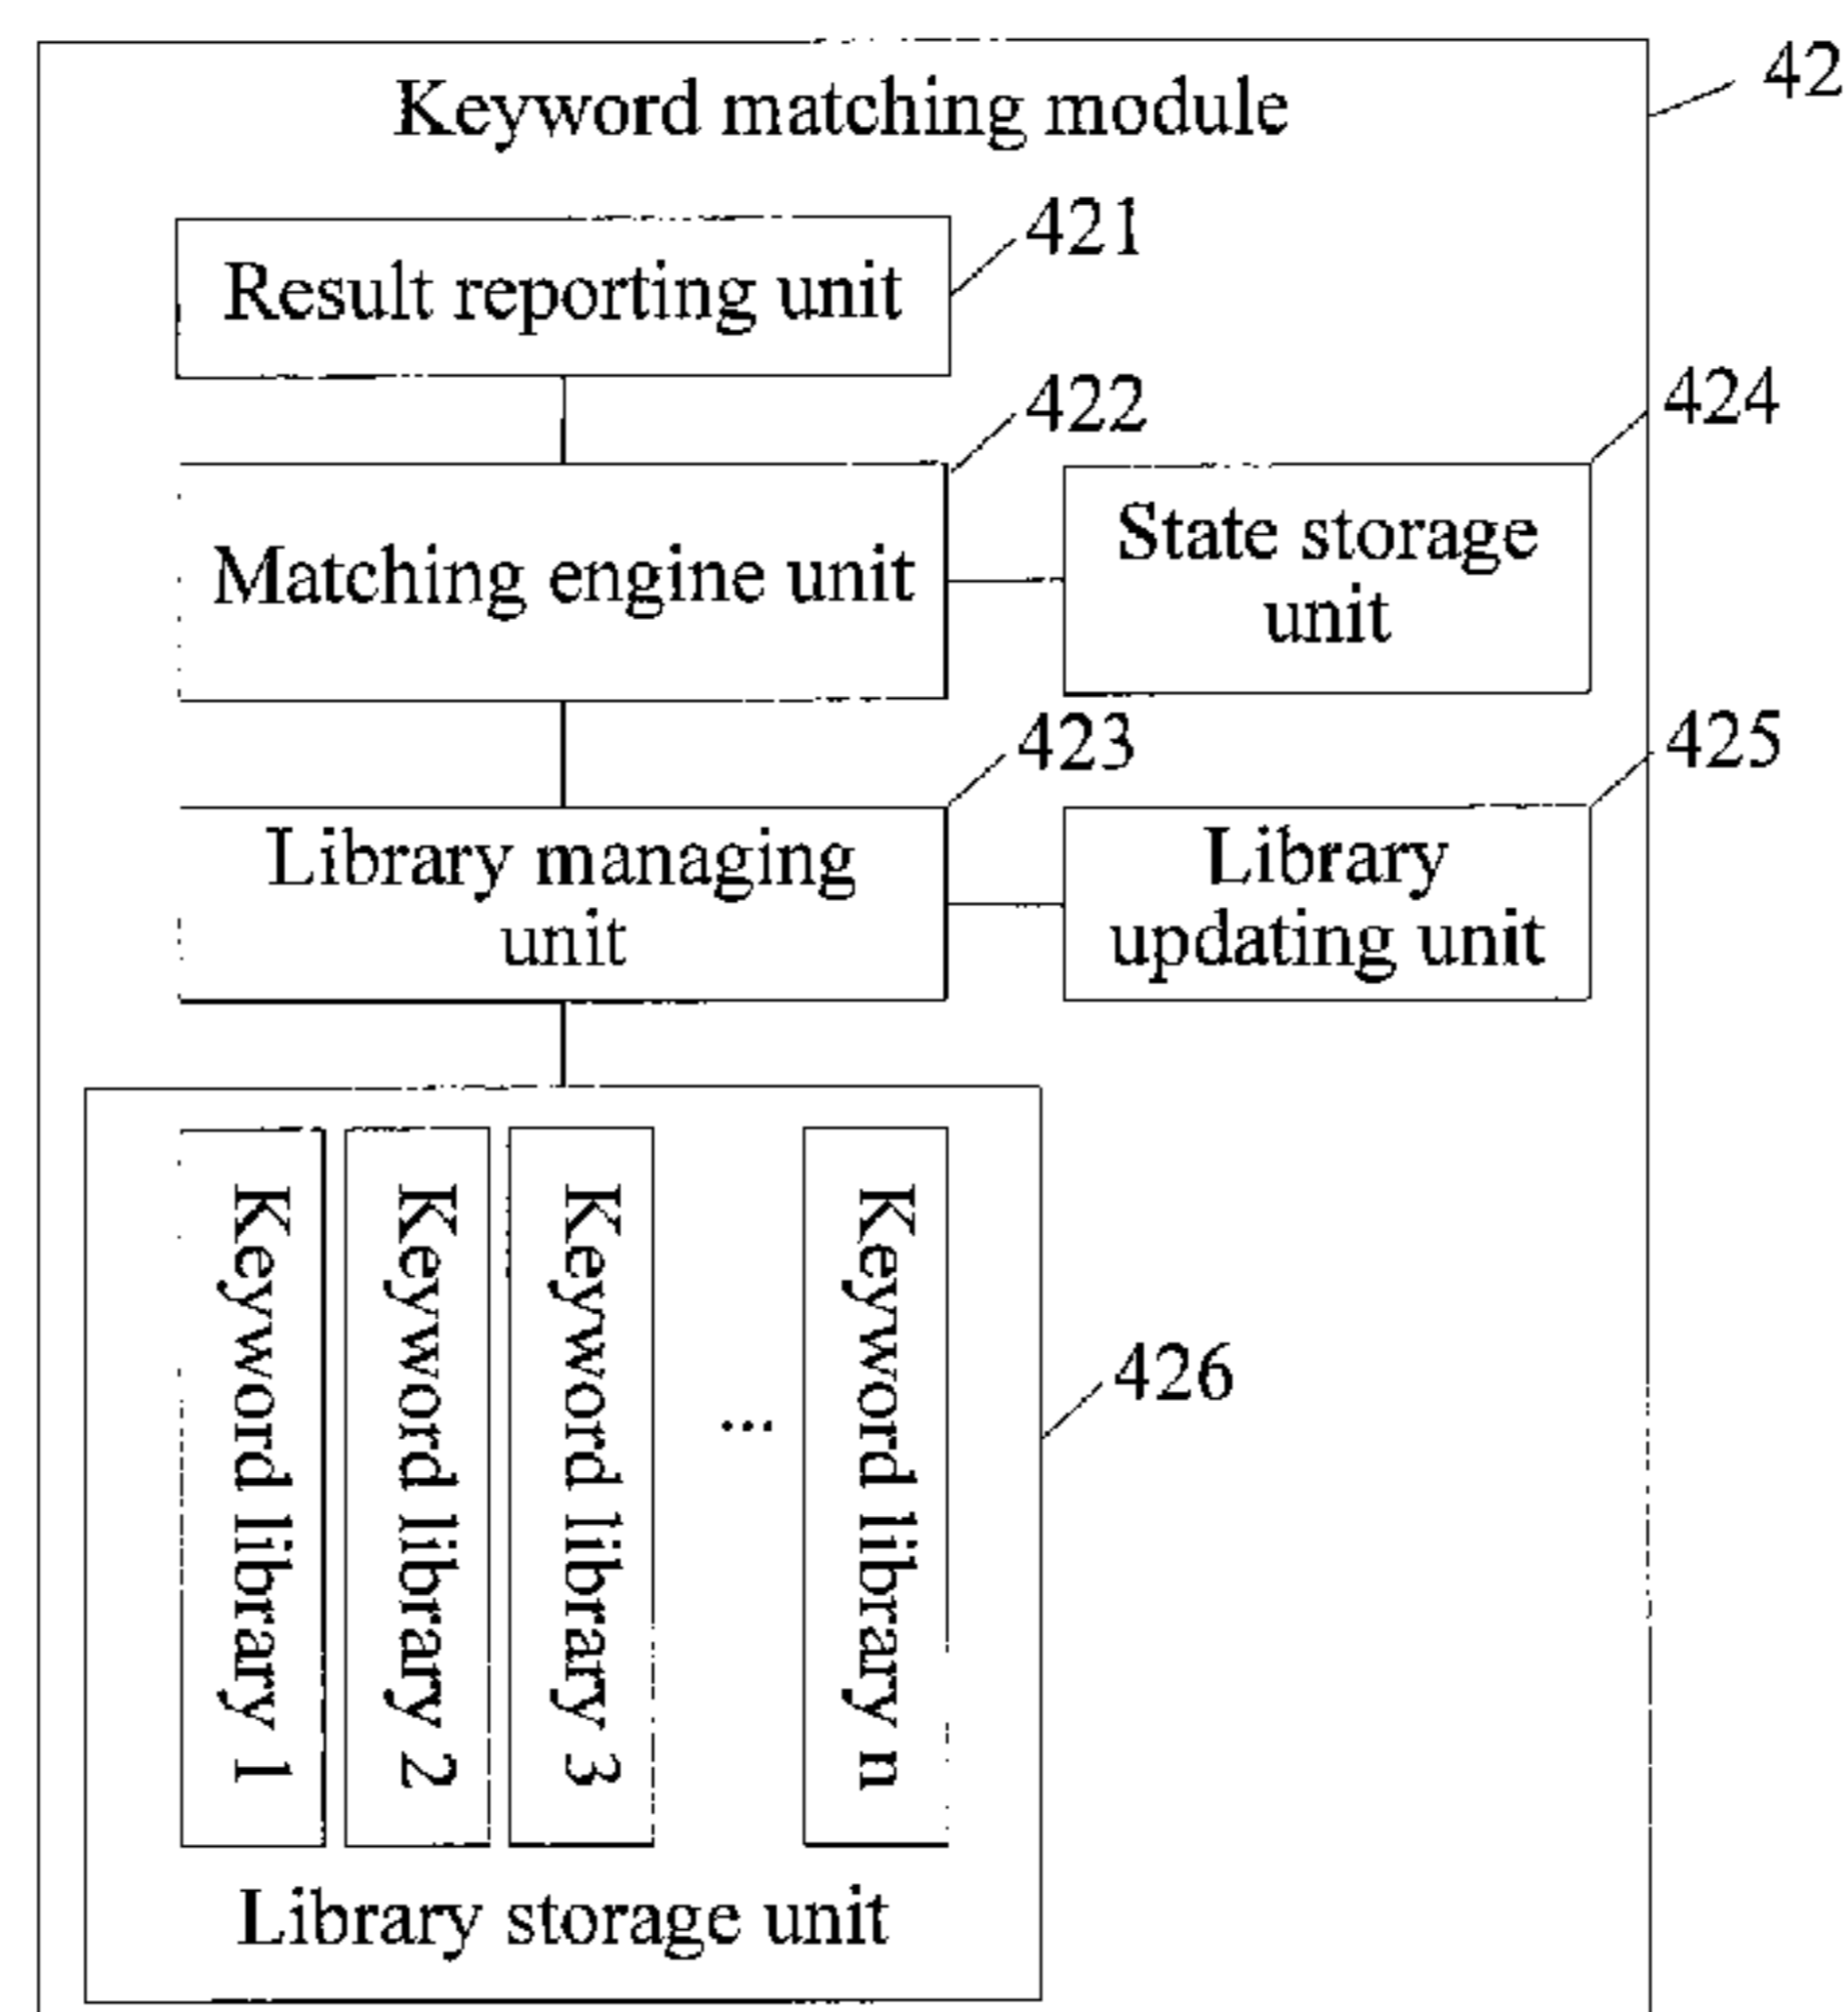 Keyword matching module
42
Result reporting unit
421
Matching engine unit
422
State storage
unit
424
Library managing
unit
423
Library
updating unit
425
Keyword library 1
Keyword library 2
Keyword library 3
...
Keyword library n
Library storage unit
426